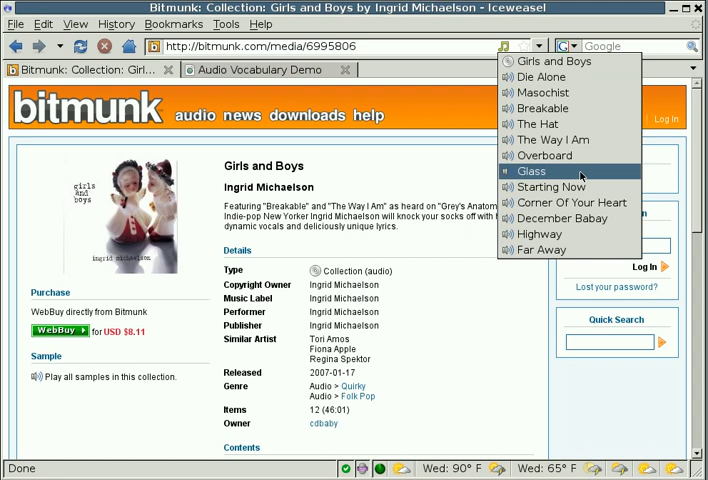 Bitmunk: Collection: Girls and Boys by Ingrid Michaelson - Iceweasel
File Edit View History Bookmarks Tools Help
http://bitmunk.com/media/6995806
Google
Bitmunk: Collection: Girl...
Audio Vocabulary Demo
bitmunk audio news downloads help
Log In
Girls and Boys
Die Alone
Masochist
Breakable
The Hat
The Way I Am
Overboard
Glass
Starting Now
Corner Of Your Heart
December Babay
Highway
Far Away
girls
and
boys
ingrid michaelson
Purchase
WebBuy directly from Bitmunk
WebBuy for USD $8.11
Sample
Play all samples in this collection.
Girls and Boys
Ingrid Michaelson
Featuring "Breakable" and "The Way I Am" as heard on "Grey's Anatom
Indie-pop New Yorker Ingrid Michaelson will knock your socks off with h
dynamic vocals and deliciously unique lyrics.
Details
Type Collection (audio)
Copyright Owner Ingrid Michaelson
Music Label Ingrid Michaelson
Performer Ingrid Michaelson
Publisher Ingrid Michaelson
Similar Artist Tori Amos
Fiona Apple
Regina Spektor
Released 2007-01-17
Genre Audio > Quirky
Audio > Folk Pop
Items 12 (46:01)
Owner cdbaby
Contents
Log In
Lost your password?
Quick Search
Done
Wed: 90° F
Wed: 65° F